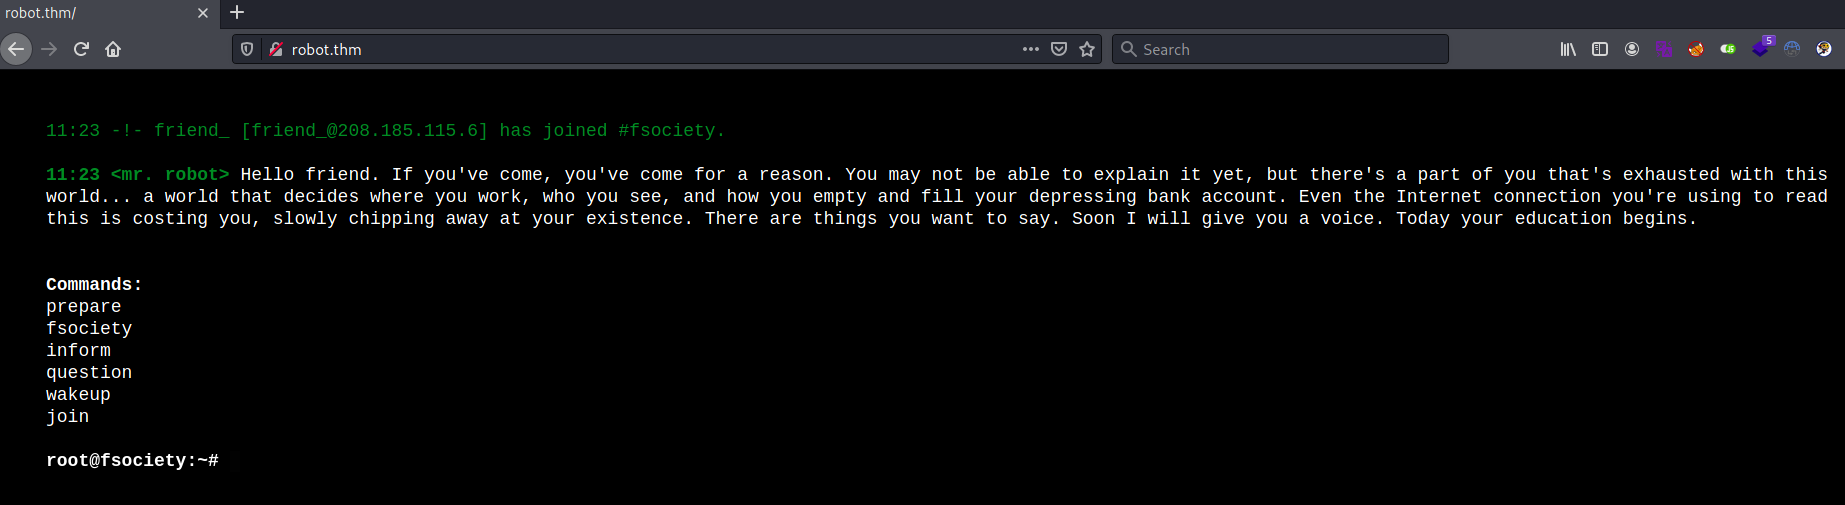 robot.thm/
robot.thm
Search
5
11:23 -!- friend_ [friend_@208.185.115.6] has joined #fsociety.
11:23 <mr. robot> Hello friend. If you've come, you've come for a reason. You may not be able to explain it yet, but there's a part of you that's exhausted with this
world... a world that decides where you work, who you see, and how you empty and fill your depressing bank account. Even the Internet connection you're using to read
this is costing you, slowly chipping away at your existence. There are things you want to say. Soon I will give you a voice. Today your education begins.
Commands:
prepare
fsociety
inform
question
wakeup
join
root@fsociety:~#